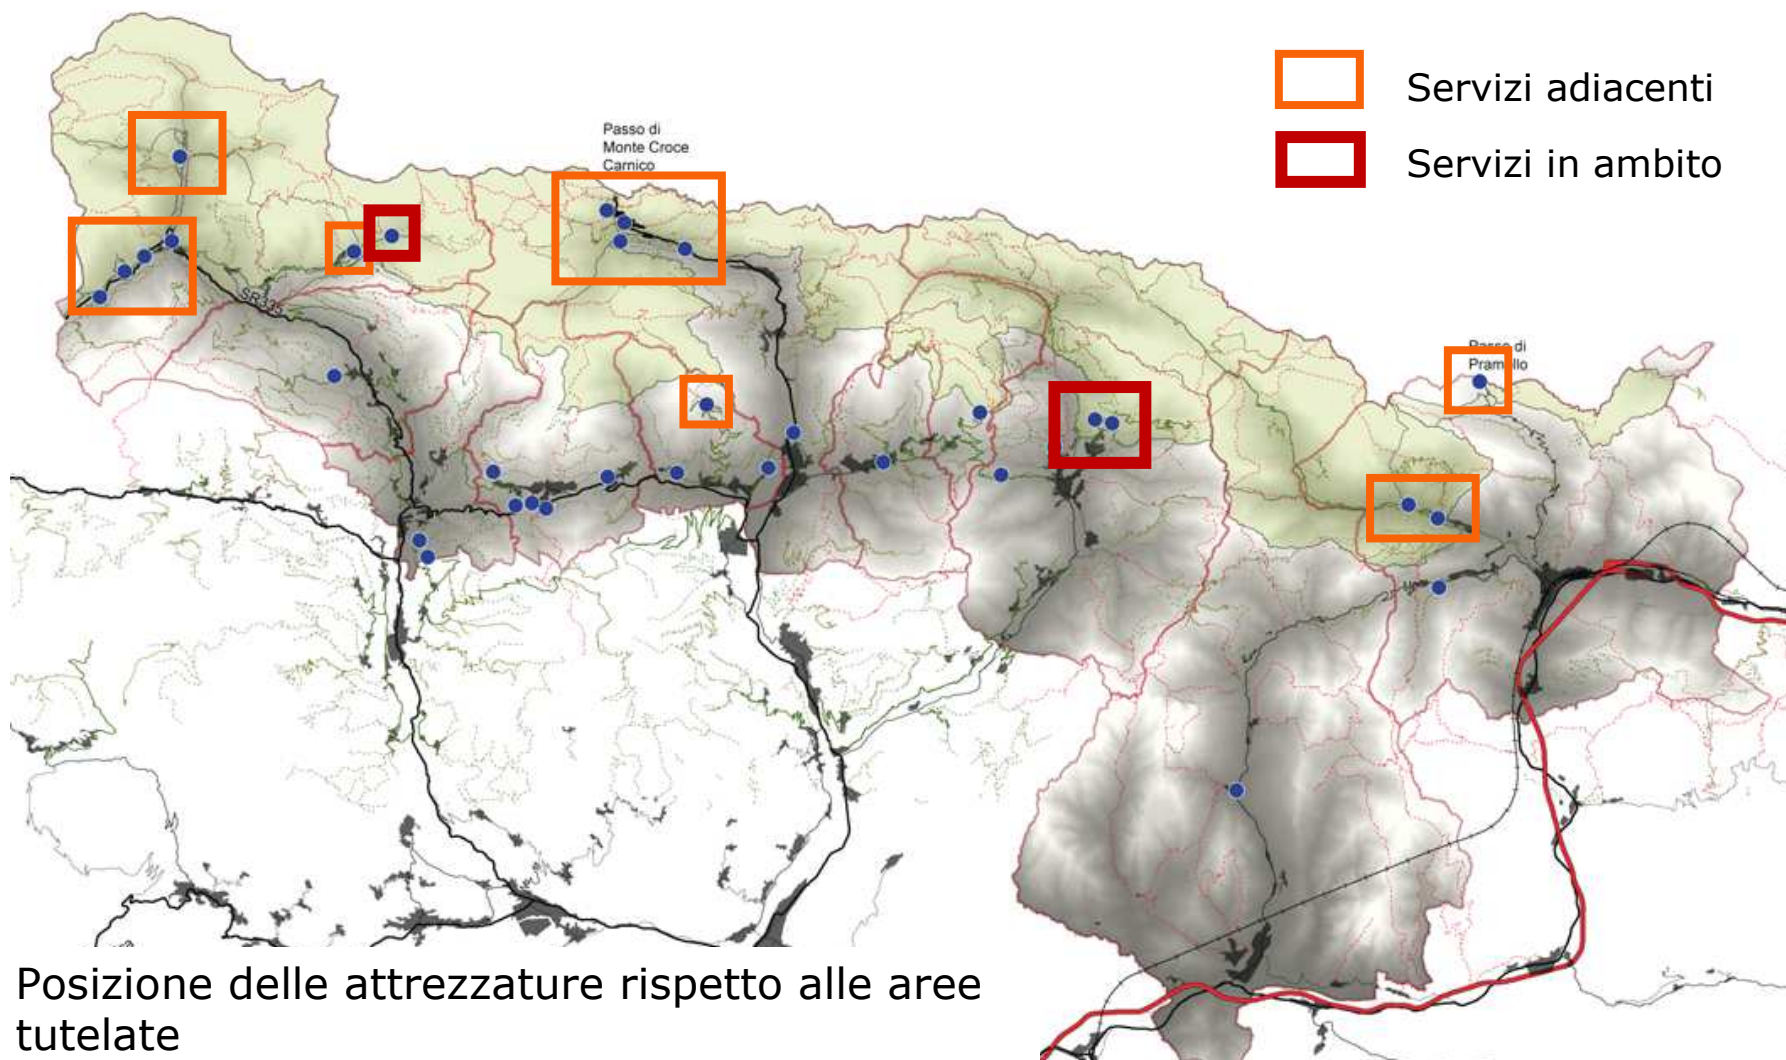 Servizi adiacenti
Servizi in ambito
Passo di
Monte Croce
Carnico
SR355
Passo di
Pramollo
Posizione delle attrezzature rispetto alle aree
tutelate